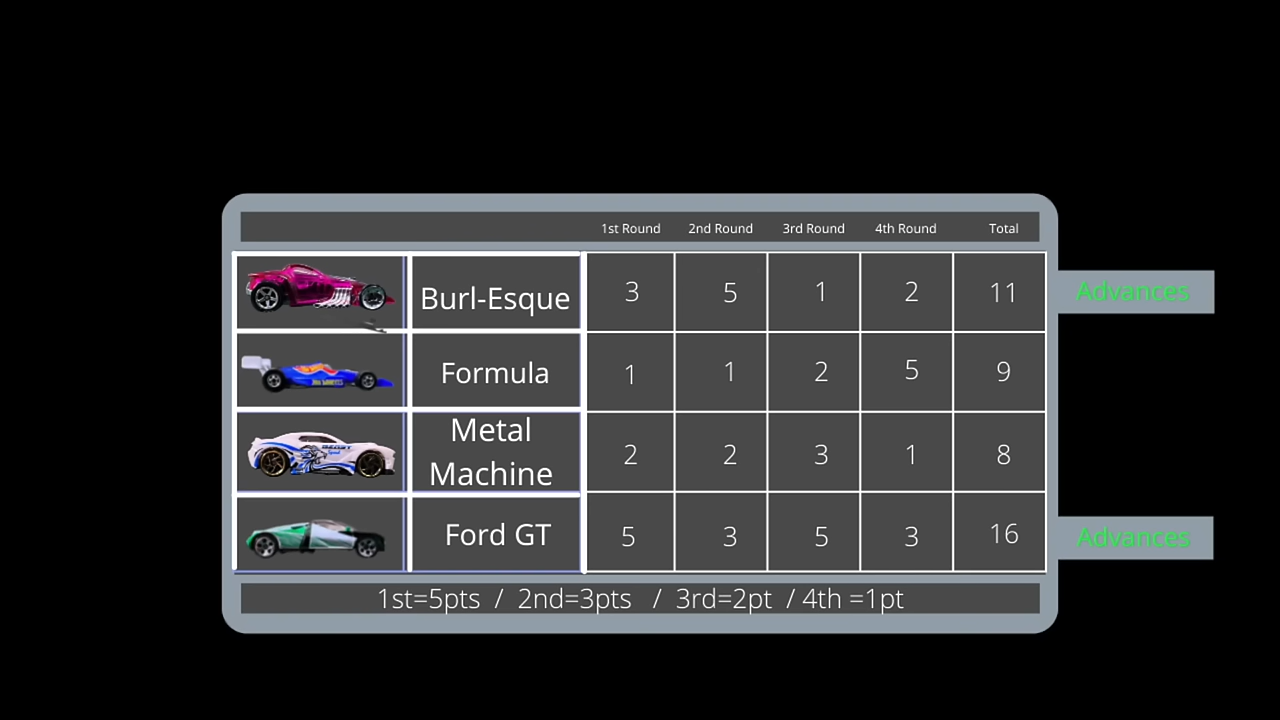 1st Round 2nd Round 3rd Round 4th Round Total
Burl-Esque 3 5 1 2 11 Advances
Formula 1 1 2 5 9
Metal
Machine 2 2 3 1 8
Ford GT 5 3 5 3 16 Advances
1st=5pts / 2nd=3pts / 3rd=2pt / 4th =1pt